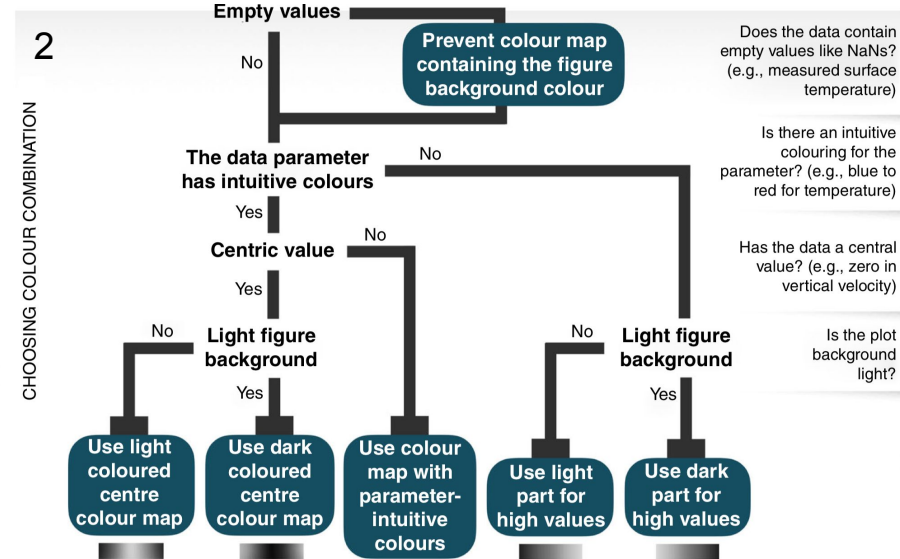 2
CHOOSING COLOUR COMBINATION
Empty values
No
Prevent colour map
containing the figure
background colour
Does the data contain
empty values like NaNs?
(e.g., measured surface
temperature)
The data parameter
has intuitive colours
No
Yes
Is there an intuitive
colouring for the
parameter? (e.g., blue to
red for temperature)
Centric value
No
Yes
Has the data a central
value? (e.g., zero in
vertical velocity)
No
Light figure
background
Yes
No
Light figure
background
Yes
Is the plot
background
light?
Use light
coloured
centre
colour map
Use dark
coloured
centre
colour map
Use colour
map with
parameter-
intuitive
colours
Use light
part for
high values
Use dark
part for
high values